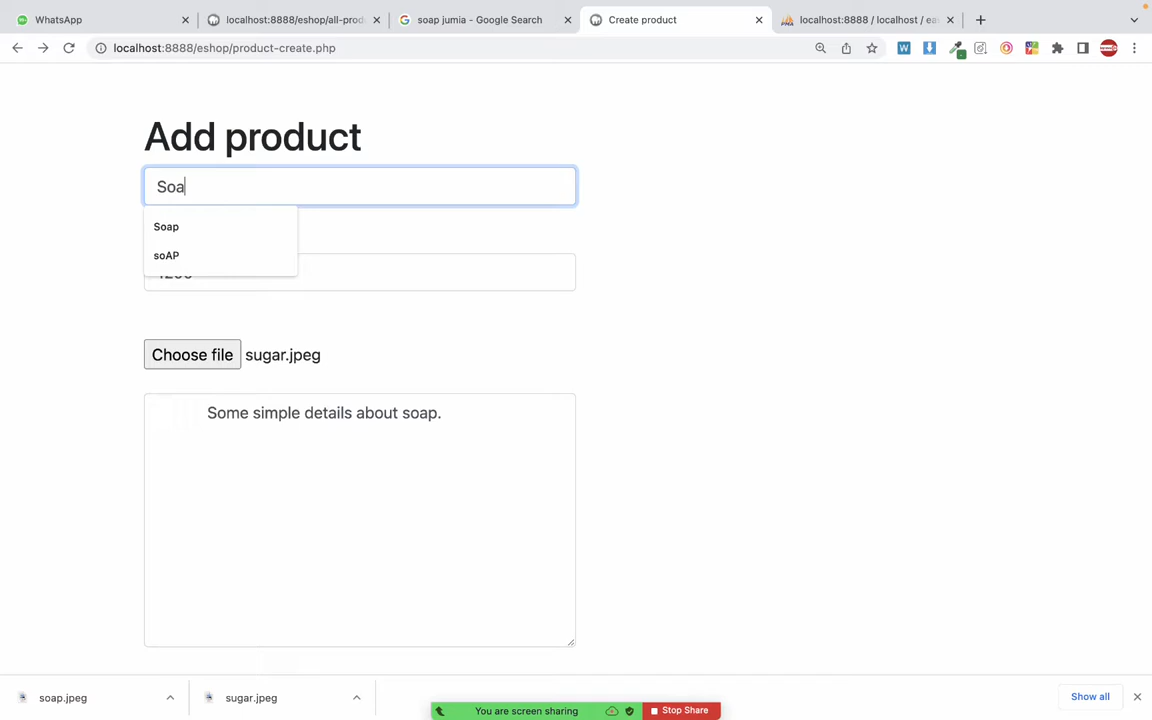 WhatsApp
localhost:8888/eshop/all-produ
soap jumia - Google Search
Create product
localhost:8888 / localhost / eas
localhost:8888/eshop/product-create.php
Add product
Soa
Soap
soAP
Choose file sugar.jpeg
Some simple details about soap.
soap.jpeg
sugar.jpeg
Show all
You are screen sharing
Stop Share